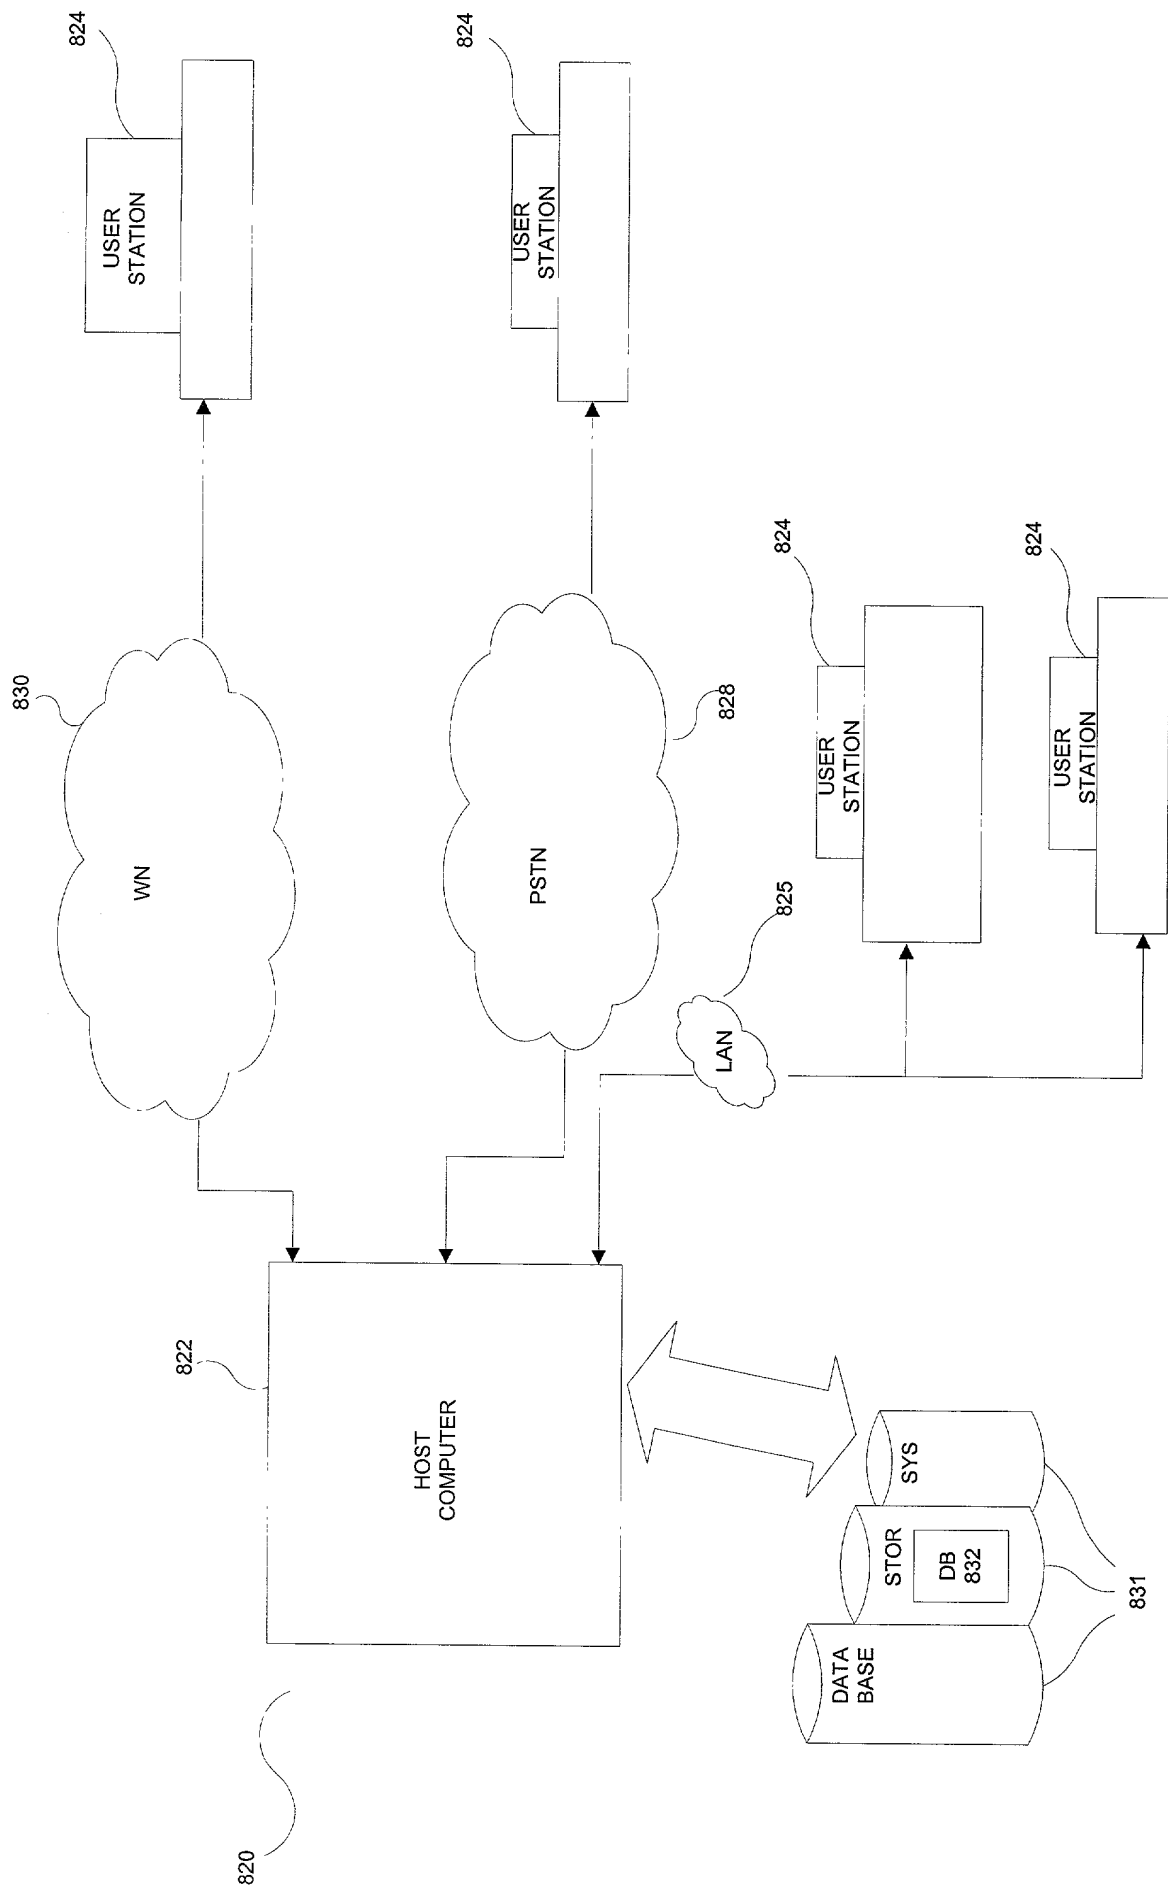 820
822
HOST
COMPUTER
830
WN
824
USER
STATION
PSTN
828
824
USER
STATION
LAN
825
824
USER
STATION
824
USER
STATION
DATA
BASE
STOR
DB
832
SYS
831